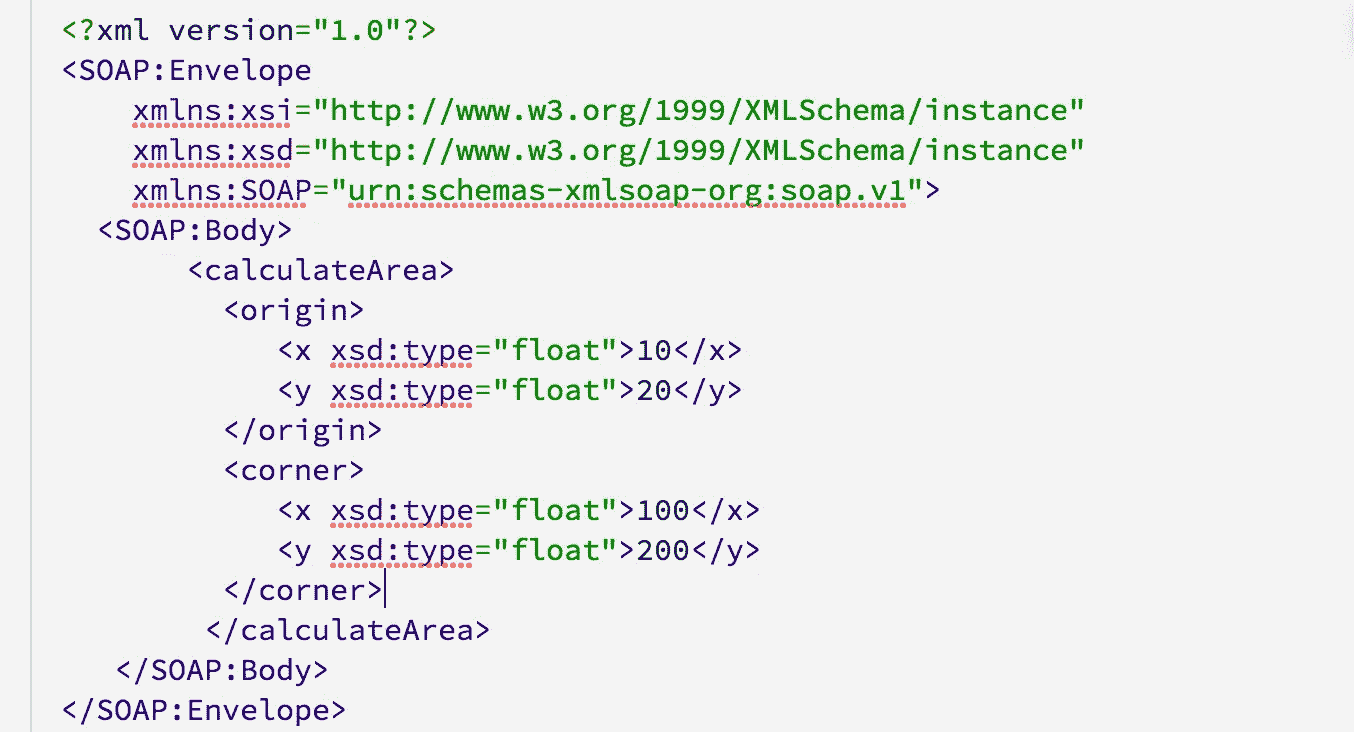 <?xml version="1.0"?>
<SOAP:Envelope
xmlns:xsi="http://www.w3.org/1999/XMLSchema/instance"
xmlns:xsd="http://www.w3.org/1999/XMLSchema/instance"
xmlns:SOAP="urn:schemas-xmlsoap-org:soap.v1">
<SOAP:Body>
<calculateArea>
<origin>
<x xsd:type="float">10</x>
<y xsd:type="float">20</y>
</origin>
<corner>
<x xsd:type="float">100</x>
<y xsd:type="float">200</y>
</corner>
</calculateArea>
</SOAP:Body>
</SOAP:Envelope>